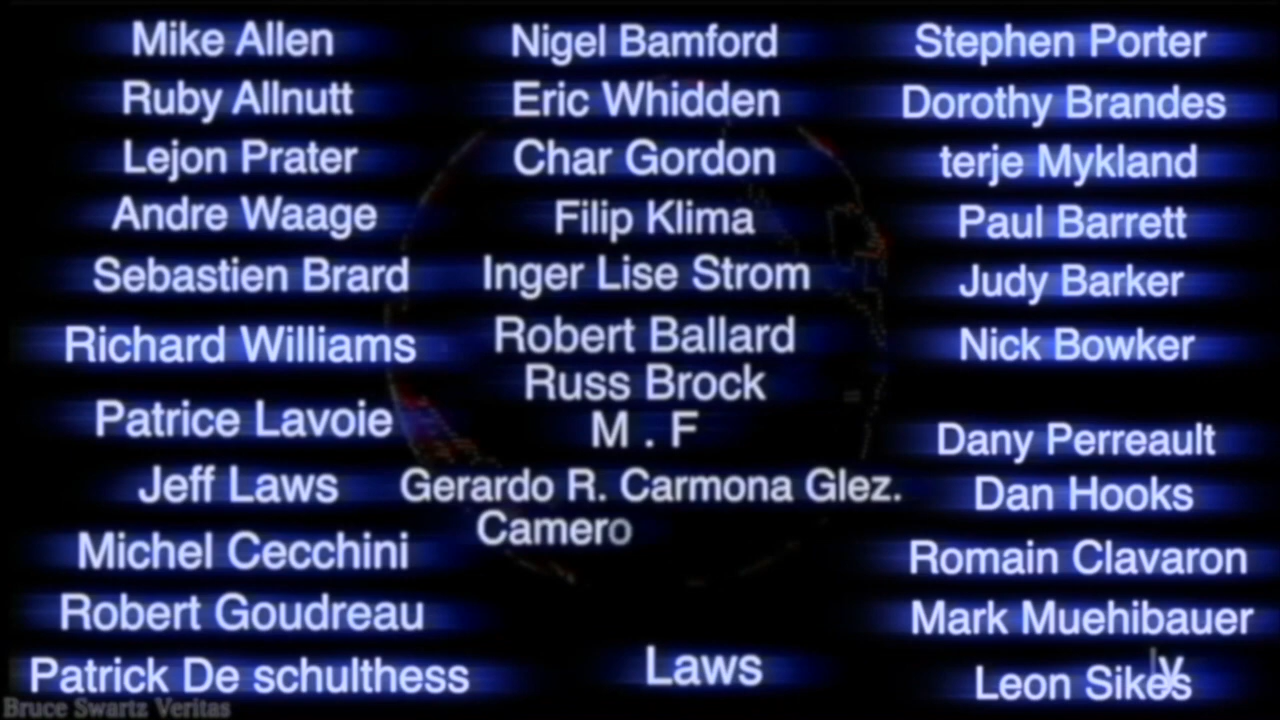 Mike Allen
Ruby Allnutt
Lejon Prater
Andre Waage
Sebastien Brard
Richard Williams
Patrice Lavoie
Jeff Laws
Michel Cecchini
Robert Goudreau
Patrick De schulthess
Nigel Bamford
Eric Whidden
Char Gordon
Filip Klima
Inger Lise Strom
Robert Ballard
Russ Brock
M . F
Gerardo R. Carmona Glez.
Camero
Laws
Stephen Porter
Dorothy Brandes
terje Mykland
Paul Barrett
Judy Barker
Nick Bowker
Dany Perreault
Dan Hooks
Romain Clavaron
Mark Muehibauer
Leon Sikes
Bruce Swartz Veritas